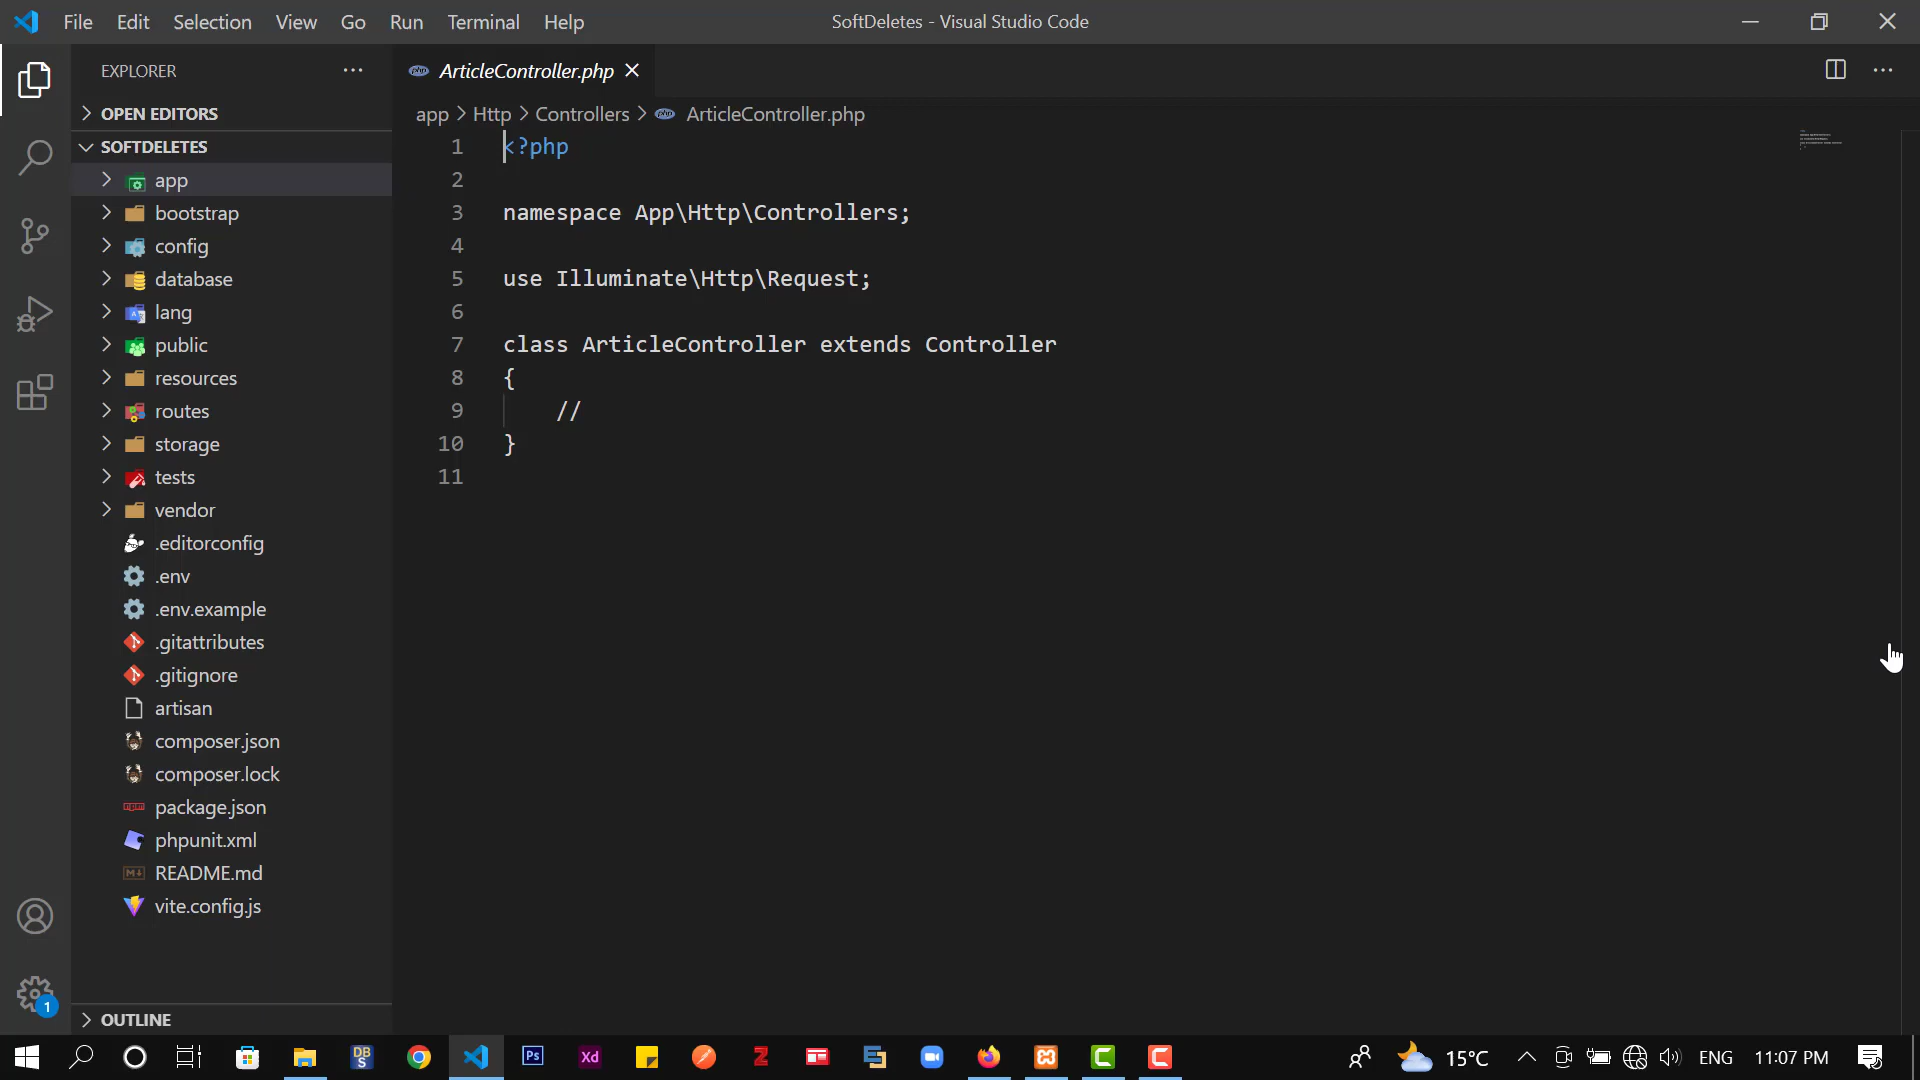 File Edit Selection View Go Run Terminal Help SoftDeletes - Visual Studio Code
EXPLORER
OPEN EDITORS
SOFTDELETES
app
bootstrap
config
database
lang
public
resources
routes
storage
tests
vendor
.editorconfig
.env
.env.example
.gitattributes
.gitignore
artisan
composer.json
composer.lock
package.json
phpunit.xml
README.md
vite.config.js
OUTLINE
1
ArticleController.php
app > Http > Controllers > ArticleController.php
1 <?php
2
3 namespace App\Http\Controllers;
4
5 use Illuminate\Http\Request;
6
7 class ArticleController extends Controller
8 {
9 //
10 }
11
DB S Ps Xd Z 15°C ENG 11:07 PM